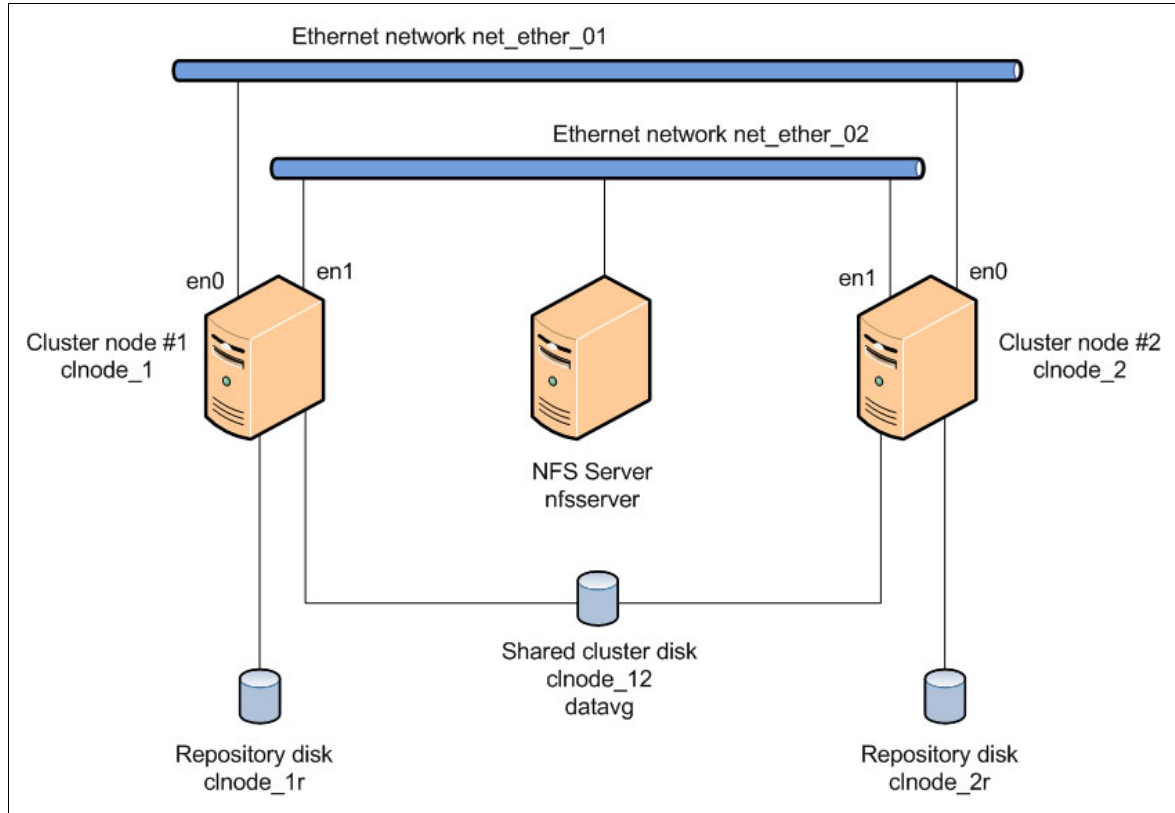 Ethernet network net_ether_01
Ethernet network net_ether_02
en0
en1
en1
en0
Cluster node #1
clnode_1
Cluster node #2
clnode_2
NFS Server
nfsserver
Shared cluster disk
clnode_12
datavg
Repository disk
clnode_1r
Repository disk
clnode_2r